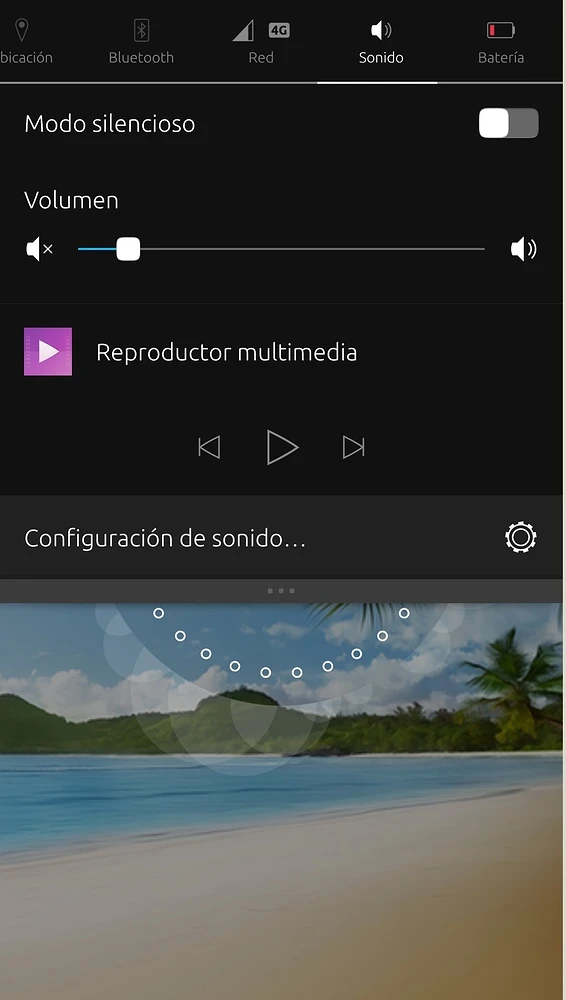 bicación
Bluetooth
4G
Red
Sonido
Batería
Modo silencioso
Volumen
Reproductor multimedia
Configuración de sonido...